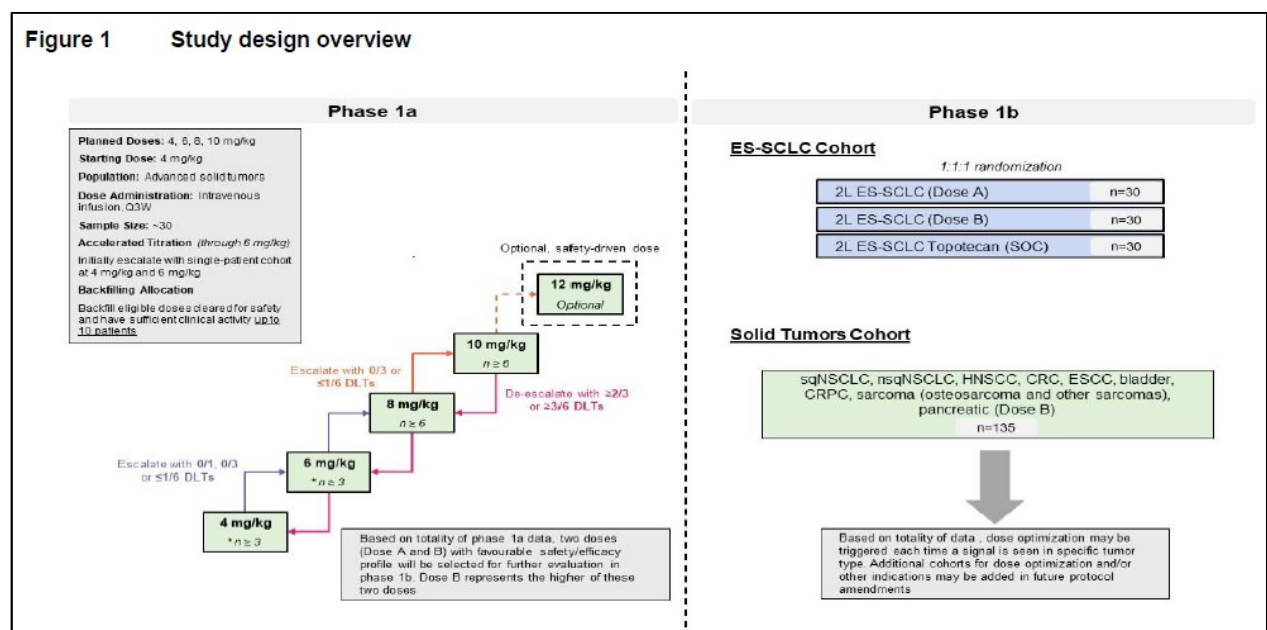 Figure 1 Study design overview
Phase 1a
Planned Doses: 4, 6, 8, 10 mg/kg
Starting Dose: 4 mg/kg
Population: Advanced solid tumors
Dose Administration: Intravenous
infusion, Q3W
Sample Size: ~30
Accelerated Titration (through 6 mg/kg)
Initially escalate with single-patient cohort
at 4 mg/kg and 6 mg/kg
Backfilling Allocation
Backfill eligible doses cleared for safety
and have sufficient clinical activity up to
10 patients
Optional, safety-driven dose
12 mg/kg
Optional
10 mg/kg
n ≥ 6
Escalate with 0/3 or
≤1/6 DLTs
De-escalate with ≥2/3
or ≥3/6 DLTs
8 mg/kg
n ≥ 6
Escalate with 0/1, 0/3
or ≤1/6 DLTs
6 mg/kg
*n ≥ 3
4 mg/kg
*n ≥ 3
Based on totality of phase 1a data, two doses
(Dose A and B) with favourable safety/efficacy
profile will be selected for further evaluation in
phase 1b. Dose B represents the higher of these
two doses
Phase 1b
ES-SCLC Cohort
1:1:1 randomization
2L ES-SCLC (Dose A) n=30
2L ES-SCLC (Dose B) n=30
2L ES-SCLC Topotecan (SOC) n=30
Solid Tumors Cohort
sqNSCLC, nsqNSCLC, HNSCC, CRC, ESCC, bladder,
CRPC, sarcoma (osteosarcoma and other sarcomas),
pancreatic (Dose B)
n=135
Based on totality of data , dose optimization may be
triggered each time a signal is seen in specific tumor
type. Additional cohorts for dose optimization and/or
other indications may be added in future protocol
amendments